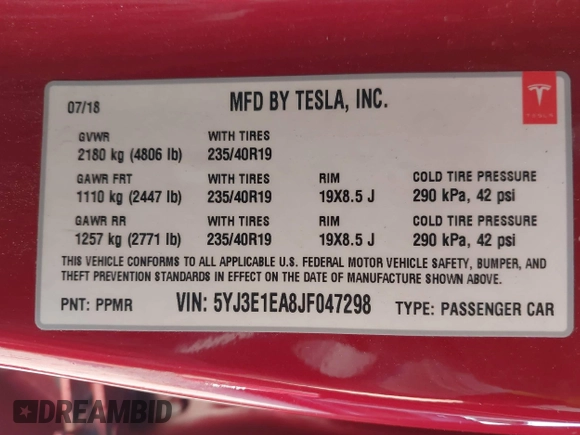 07/18 MFD BY TESLA, INC.
TESLA
GVWR WITH TIRES
2180 kg (4806 lb) 235/40R19
GAWR FRT WITH TIRES RIM COLD TIRE PRESSURE
1110 kg (2447 lb) 235/40R19 19X8.5 J 290 kPa, 42 psi
GAWR RR WITH TIRES RIM COLD TIRE PRESSURE
1257 kg (2771 lb) 235/40R19 19X8.5 J 290 kPa, 42 psi
THIS VEHICLE CONFORMS TO ALL APPLICABLE U.S. FEDERAL MOTOR VEHICLE SAFETY, BUMPER, AND
THEFT PREVENTION STANDARDS IN EFFECT ON THE DATE OF MANUFACTURE SHOWN ABOVE.
PNT: PPMR VIN: 5YJ3E1EA8JF047298 TYPE: PASSENGER CAR
DREAMBID